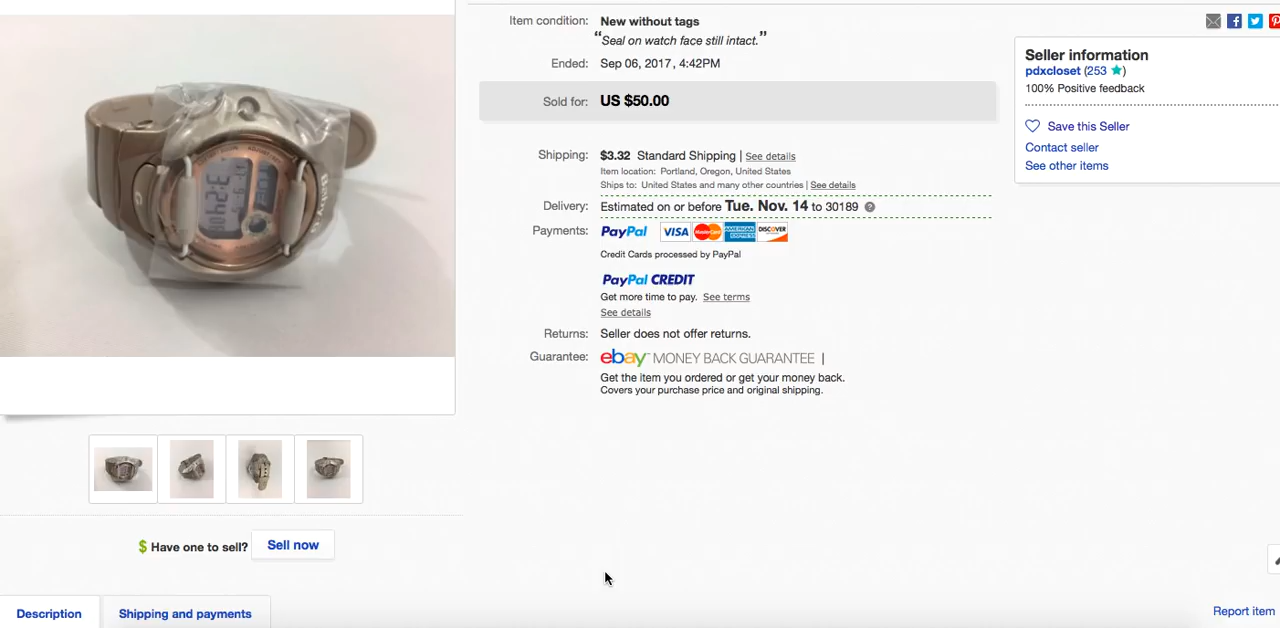 Item condition: New without tags
“Seal on watch face still intact.”
Ended: Sep 06, 2017 , 4:42PM
Sold for: US $50.00
Shipping: $3.32 Standard Shipping | See details
Item location: Portland, Oregon, United States
Ships to: United States and many other countries | See details
Delivery: Estimated on or before Tue. Nov. 14 to 30189
Payments: PayPal VISA MasterCard AMERICAN EXPRESS DISCOVER
Credit Cards processed by PayPal
PayPal CREDIT
Get more time to pay. See terms
See details
Returns: Seller does not offer returns.
Guarantee: ebay MONEY BACK GUARANTEE |
Get the item you ordered or get your money back.
Covers your purchase price and original shipping.
Seller information
pdxcloset (253 )
100% Positive feedback
Save this Seller
Contact seller
See other items
$ Have one to sell? Sell now
Description
Shipping and payments
Report item